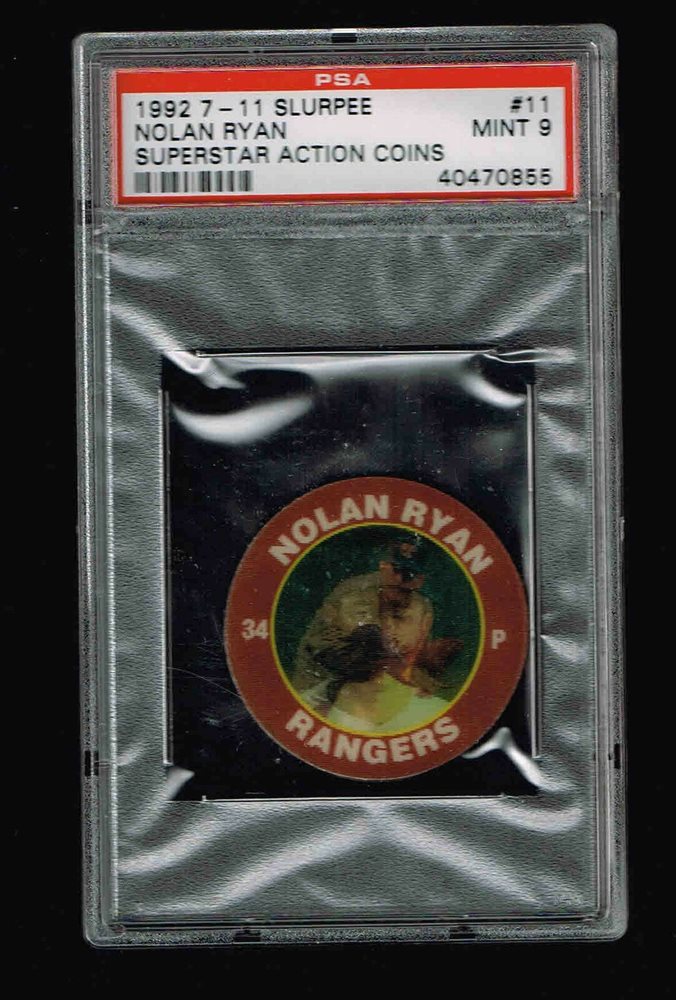 PSA
1992 7-11 SLURPEE #11
NOLAN RYAN MINT 9
SUPERSTAR ACTION COINS
40470855
NOLAN RYAN
34 P
RANGERS